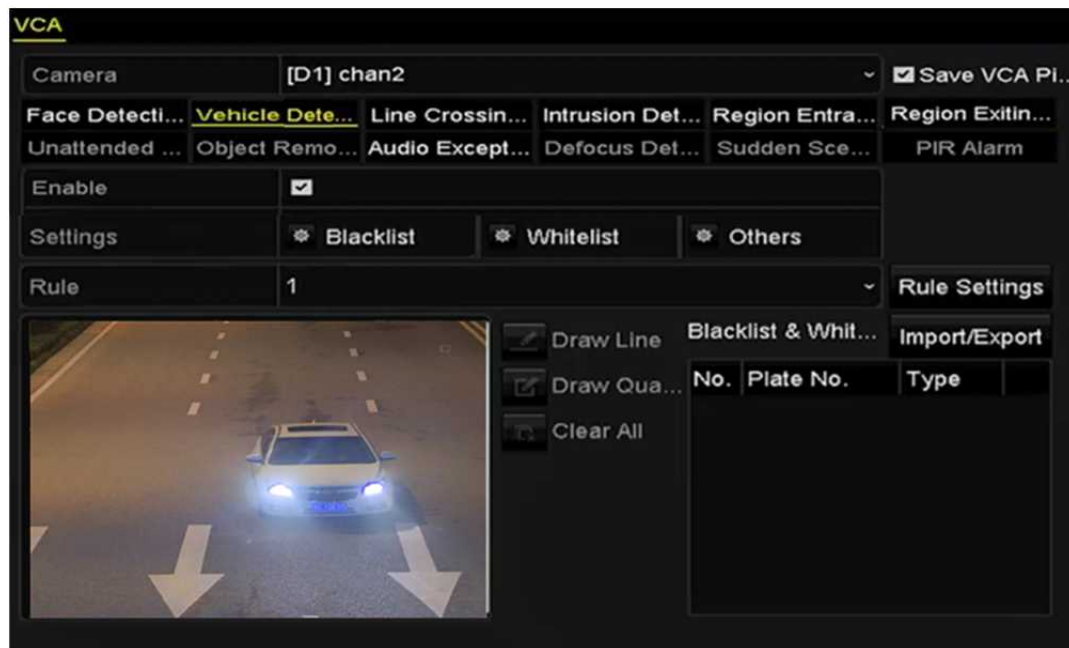 VCA
Camera [D1] chan2 Save VCA Pi..
Face Detecti... Vehicle Dete... Line Crossin... Intrusion Det... Region Entra... Region Exitin...
Unattended ... Object Remo... Audio Except... Defocus Det... Sudden Sce... PIR Alarm
Enable
Settings Blacklist Whitelist Others
Rule 1 Rule Settings
Draw Line Blacklist & Whit... Import/Export
Draw Qua... No. Plate No. Type
Clear All